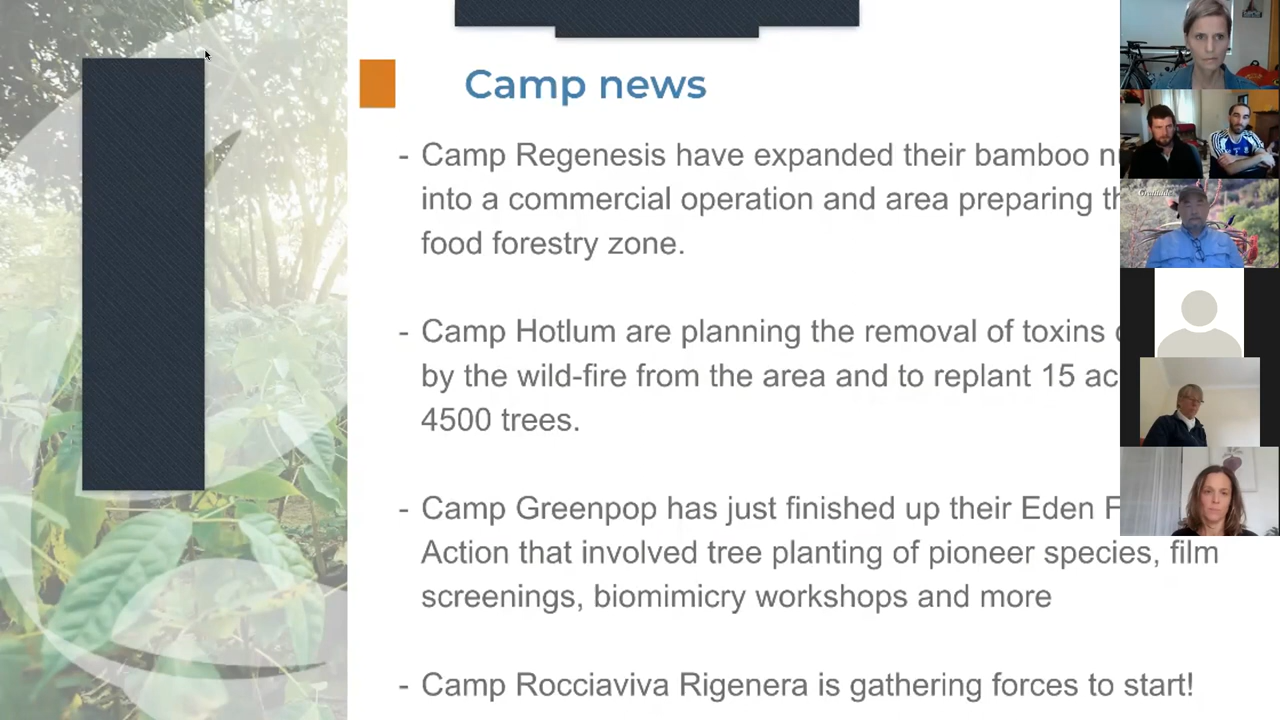 Camp news
- Camp Regenesis have expanded their bamboo
into a commercial operation and area preparing
food forestry zone.
- Camp Hotlum are planning the removal of toxins
by the wild-fire from the area and to replant 15
4500 trees.
- Camp Greenpop has just finished up their Eden
Action that involved tree planting of pioneer species, film
screenings, biomimicry workshops and more
- Camp Rocciaviva Rigenera is gathering forces to start!